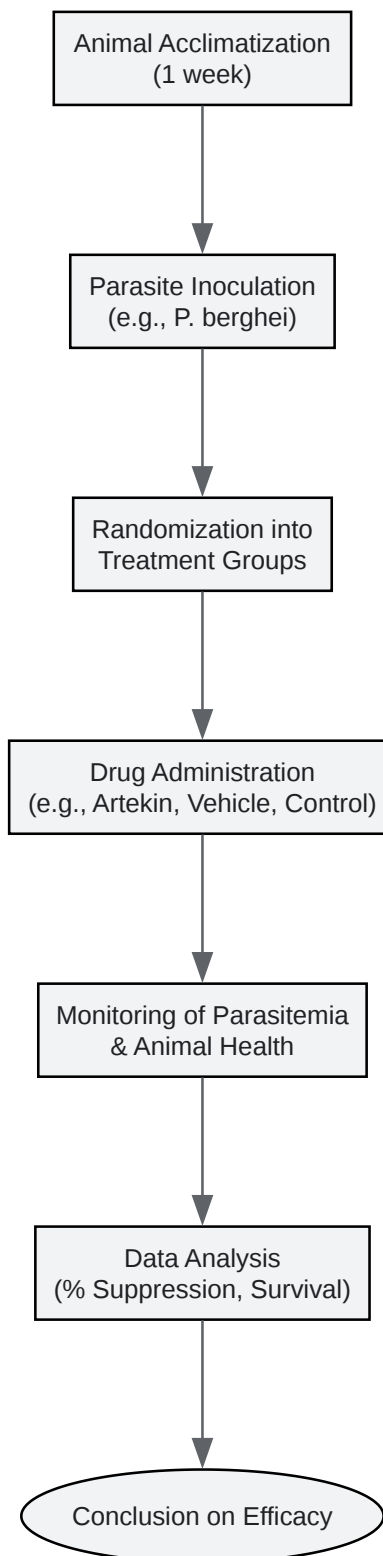 Animal Acclimatization
(1 week)
Parasite Inoculation
(e.g., P. berghei)
Randomization into
Treatment Groups
Drug Administration
(e.g., Artekin, Vehicle, Control)
Monitoring of Parasitemia
& Animal Health
Data Analysis
(% Suppression, Survival)
Conclusion on Efficacy